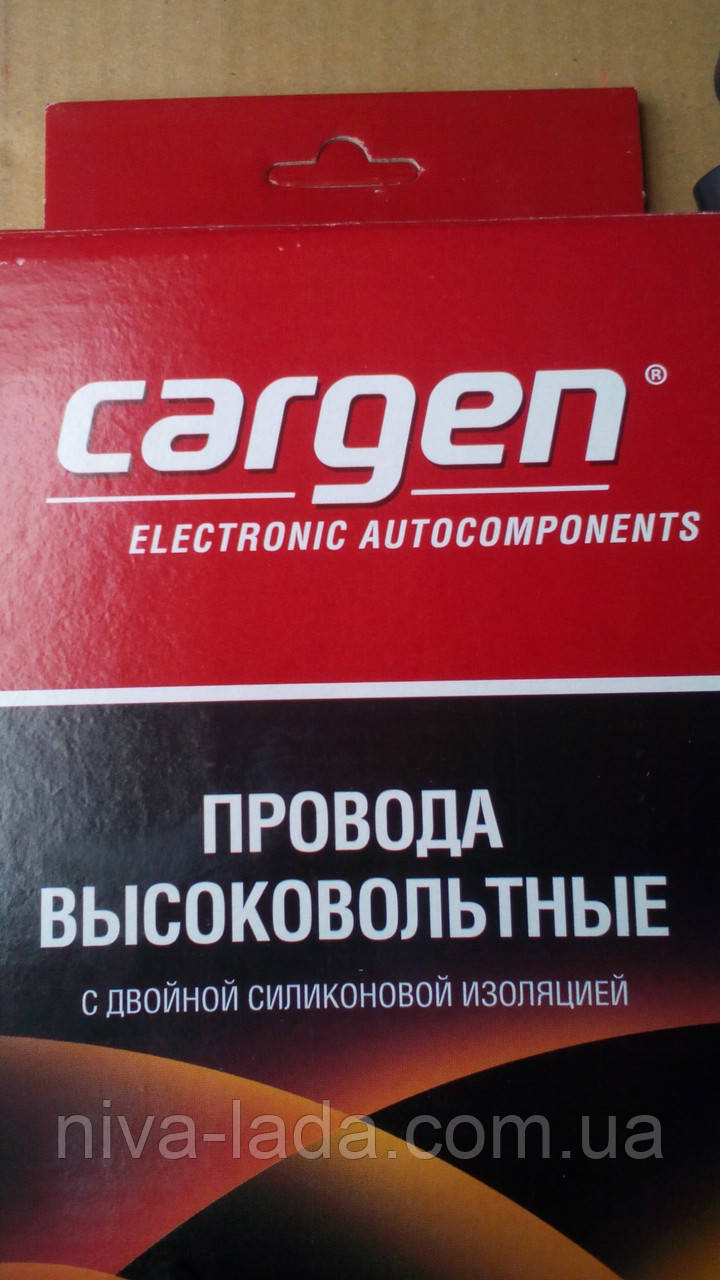 cargen ®
ELECTRONIC AUTOCOMPONENTS
ПРОВОДА
ВЫСОКОВОЛЬТНЫЕ
С ДВОЙНОЙ СИЛИКОНОВОЙ ИЗОЛЯЦИЕЙ
niva-lada.com.ua